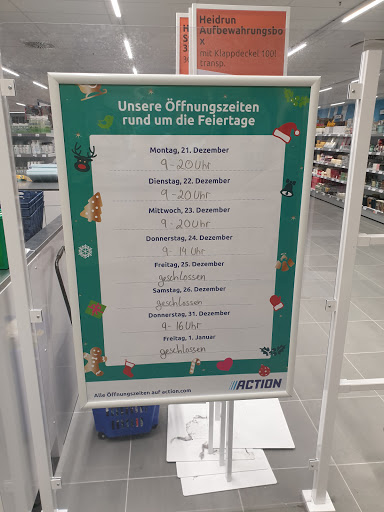 Heidrun
Aufbewahrungsbo
x
mit Klappdeckel 100l
transp.
Unsere Öffnungszeiten
rund um die Feiertage
Montag, 21. Dezember
9-20 Uhr
Dienstag, 22. Dezember
9-20 Uhr
Mittwoch, 23. Dezember
9-20 Uhr
Donnerstag, 24. Dezember
9-14 Uhr
Freitag, 25. Dezember
geschlossen
Samstag, 26. Dezember
geschlossen
Donnerstag, 31. Dezember
9-16 Uhr
Freitag, 1. Januar
geschlossen
Alle Öffnungszeiten auf action.com
ACTION